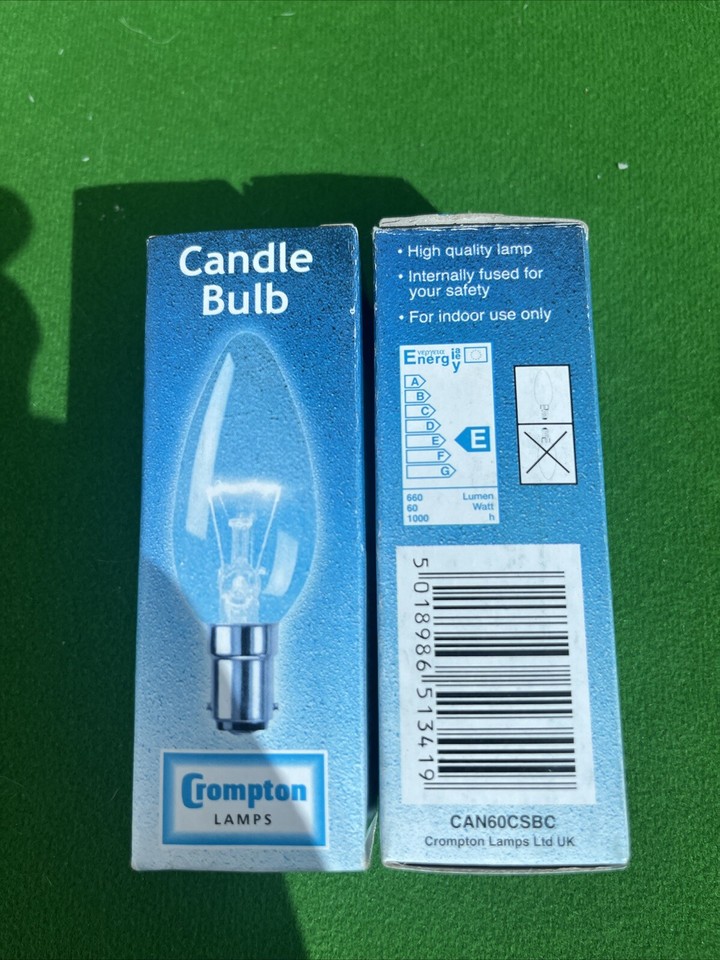 Candle
Bulb
Crompton
LAMPS
• High quality lamp
• Internally fused for
your safety
• For indoor use only
Energ
A
B
C
D
E
F
G
E
660 Lumen
60 Watt
1000 h
5 018986 513419
CAN60CSBC
Crompton Lamps Ltd UK